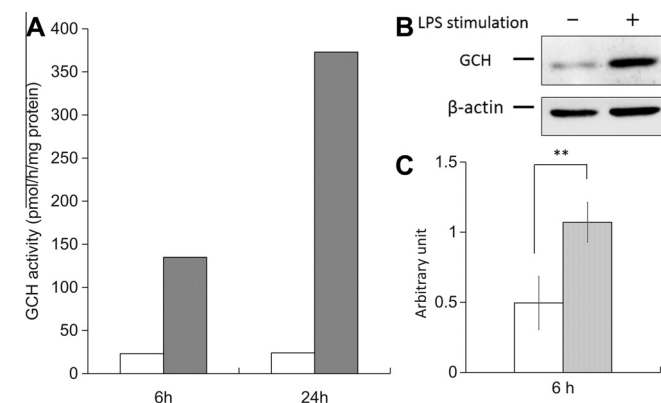 A
GCH activity (pmol/h/mg protein)
400
350
300
250
200
150
100
50
0
6h
24h
B
LPS stimulation − +
GCH
β-actin
C
**
Arbitrary unit
1.5
1
0.5
0
6 h